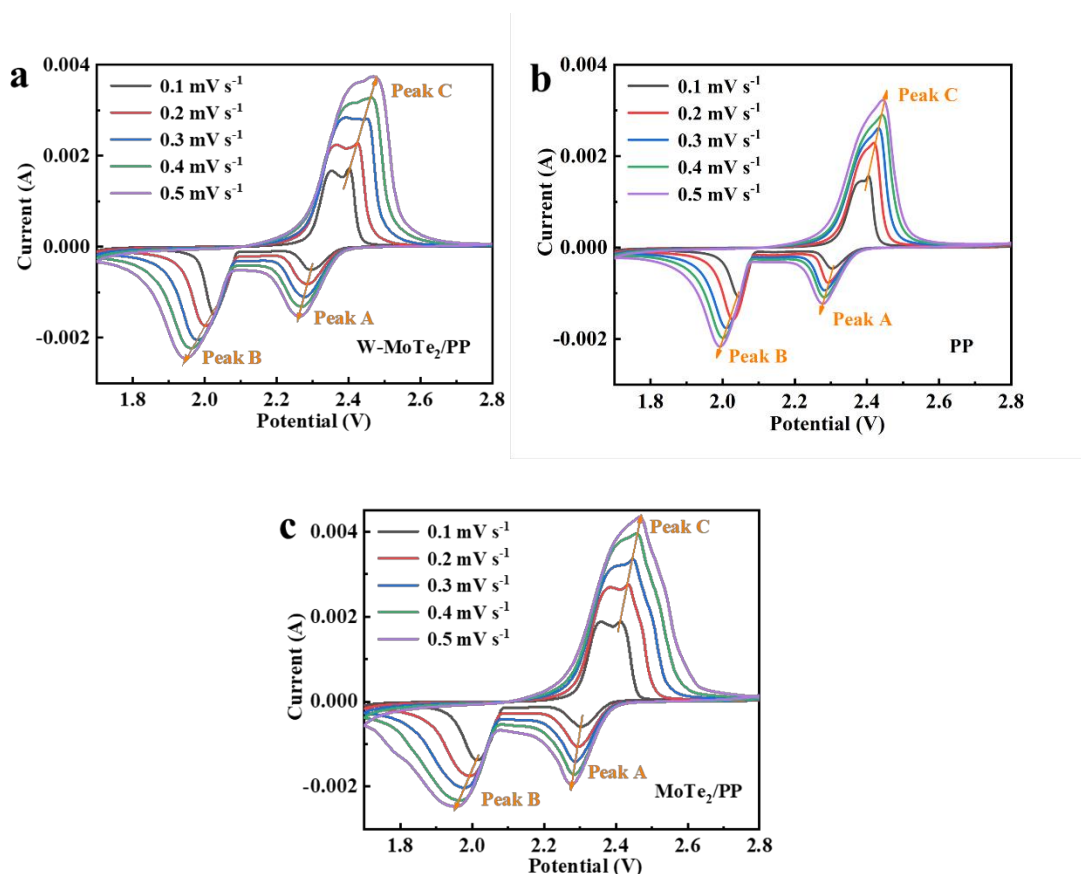 a
0.004
0.002
0.000
-0.002
Current (A)
0.1 mV s⁻¹
0.2 mV s⁻¹
0.3 mV s⁻¹
0.4 mV s⁻¹
0.5 mV s⁻¹
Peak C
Peak A
Peak B
W-MoTe₂/PP
1.8 2.0 2.2 2.4 2.6 2.8
Potential (V)
b
0.004
0.002
0.000
-0.002
Current (A)
0.1 mV s⁻¹
0.2 mV s⁻¹
0.3 mV s⁻¹
0.4 mV s⁻¹
0.5 mV s⁻¹
Peak C
Peak A
Peak B
PP
1.8 2.0 2.2 2.4 2.6 2.8
Potential (V)
c
0.004
0.002
0.000
-0.002
Current (A)
0.1 mV s⁻¹
0.2 mV s⁻¹
0.3 mV s⁻¹
0.4 mV s⁻¹
0.5 mV s⁻¹
Peak C
Peak A
Peak B
MoTe₂/PP
1.8 2.0 2.2 2.4 2.6 2.8
Potential (V)